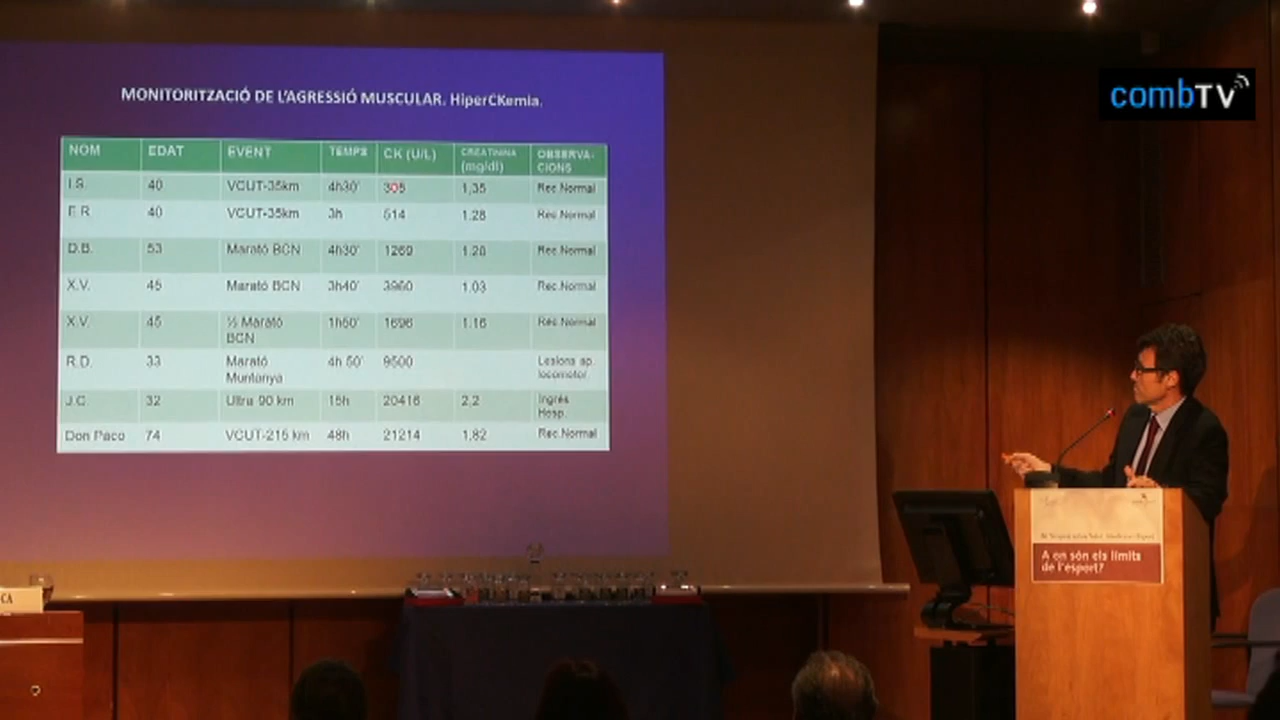 combTV
MONITORITZACIÓ DE L'AGRESSIÓ MUSCULAR. HiperCKemia.
NOM EDAT EVENT TEMPS CK (U/L) CREATININA (mg/dl) OBSERVA-CIONS
I.S. 40 VCUT-35km 4h30' 305 1,35 Rec Normal
F.R. 40 VCUT-35km 3h 514 1.28 Rec Normal
D.B. 53 Marató BCN 4h30' 1269 1.20 Rec Normal
X.V. 45 Marató BCN 3h40' 3960 1.03 Rec.Normal
X.V. 45 ½ Marató BCN 1h50' 1696 1.16 Rec Normal
R.D. 33 Marató Muntanya 4h 50' 9500 Lesions ap. locomotor
J.C. 32 Ultra 90 km 15h 20416 2,2 Ingrés Hosp.
Don Paco 74 VCUT-215 km 48h 21214 1,82 Rec.Normal
A on són els límits
de l'esport?
CA